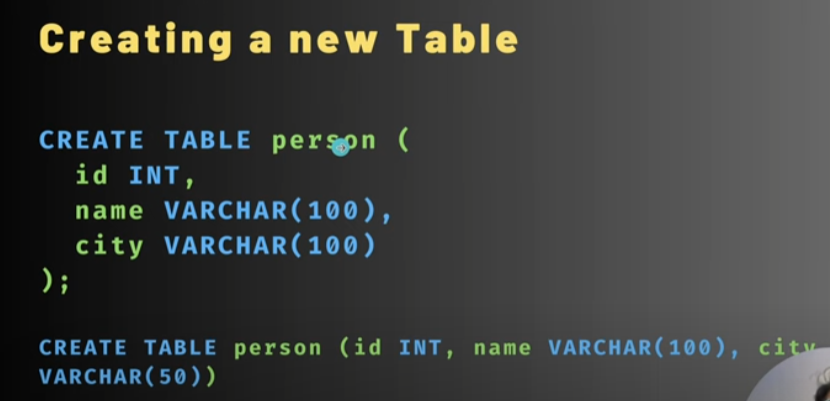 Creating a new Table
CREATE TABLE person (
id INT,
name VARCHAR(100),
city VARCHAR(100)
);
CREATE TABLE person (id INT, name VARCHAR(100), city
VARCHAR(50))